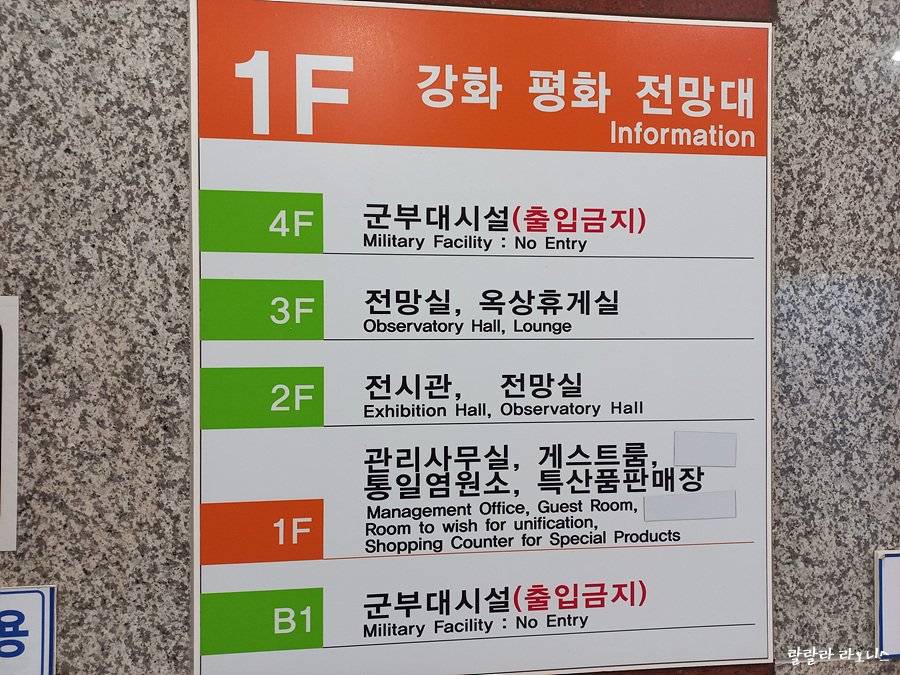 1F 강화 평화 전망대
Information
4F 군부대시설(출입금지)
Military Facility : No Entry
3F 전망실, 옥상휴게실
Observatory Hall, Lounge
2F 전시관, 전망실
Exhibition Hall, Observatory Hall
관리사무실, 게스트룸,
통일염원소, 특산품판매장
Management Office, Guest Room,
1F Room to wish for unification,
Shopping Counter for Special Products
B1 군부대시설(출입금지)
Military Facility : No Entry
용
랄랄라 라오니스